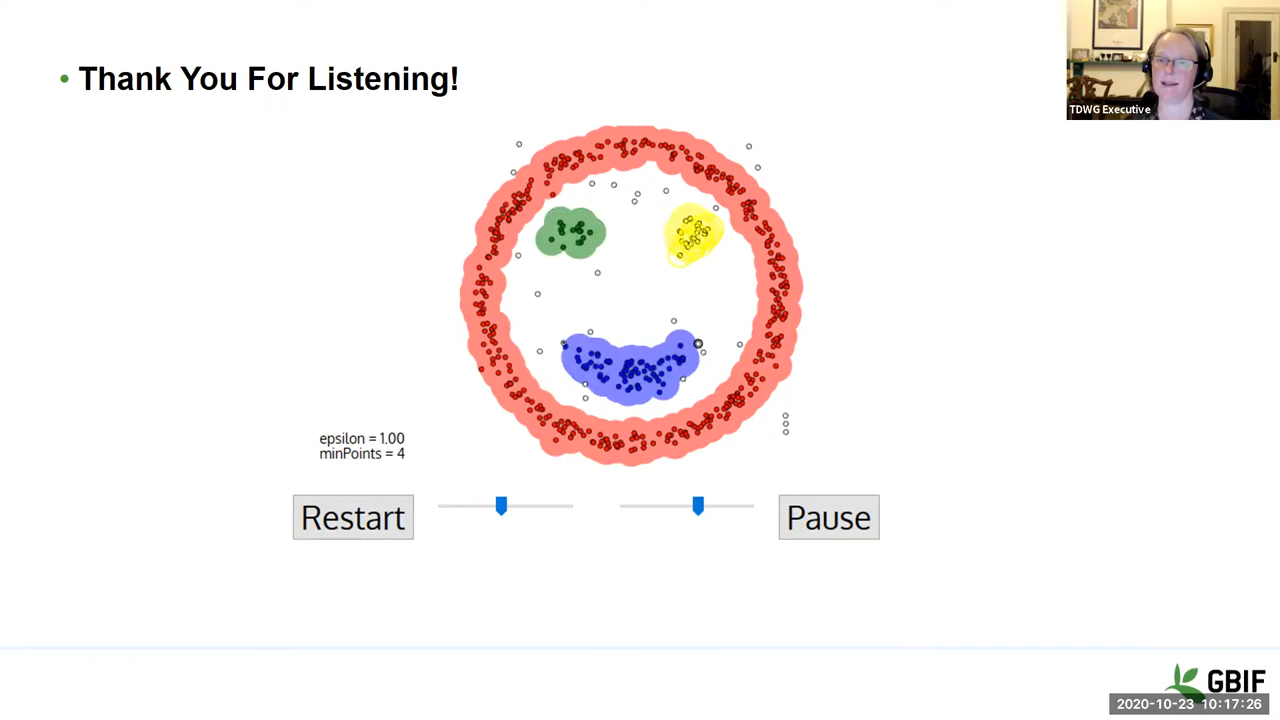 • Thank You For Listening!
TDWG Executive
epsilon = 1.00
minPoints = 4
Restart
Pause
GBIF
2020-10-23 10:17:26